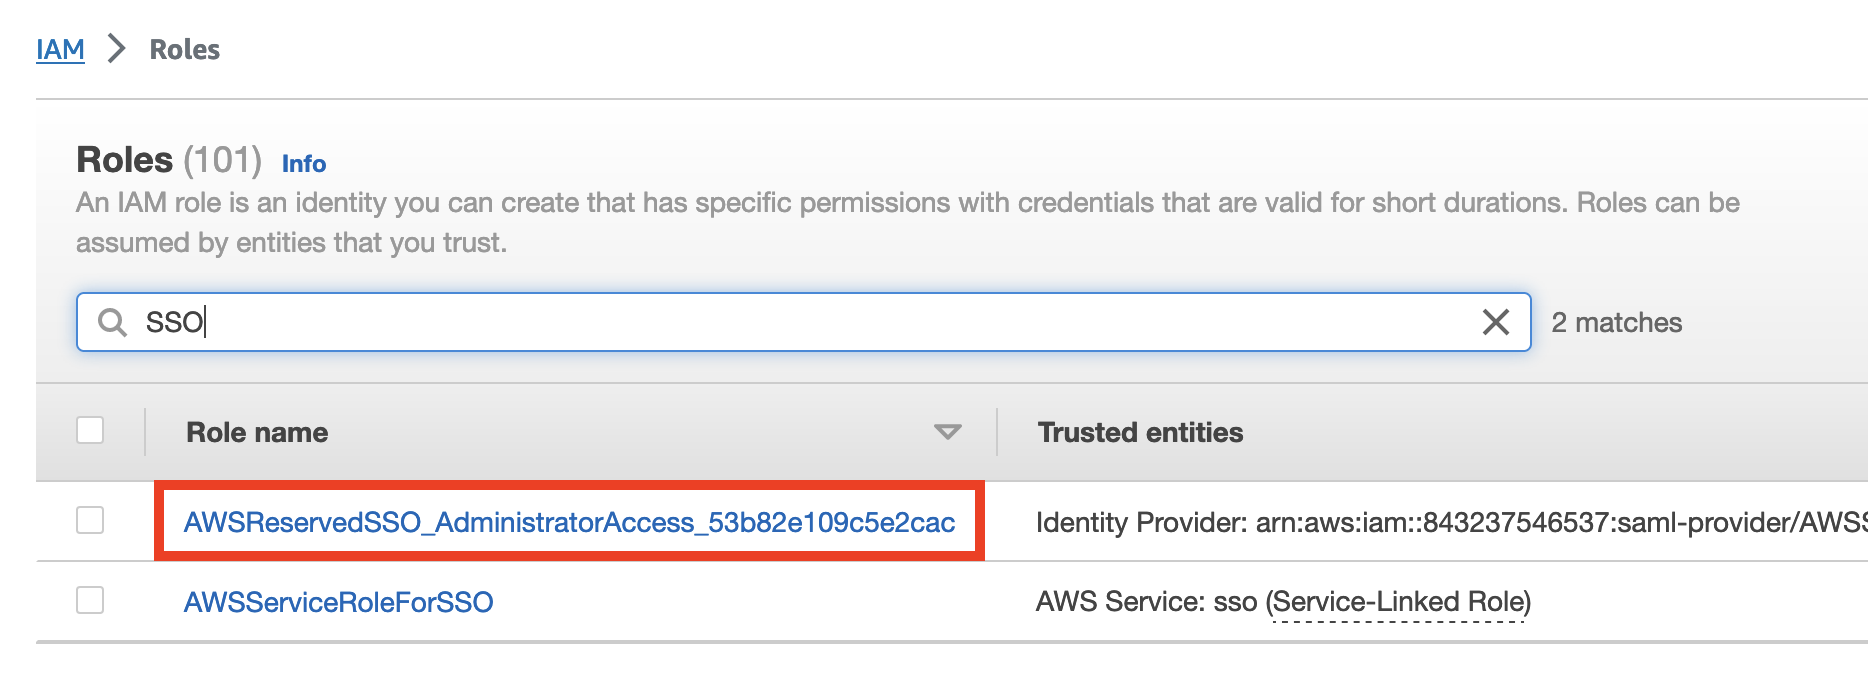 IAM > Roles
Roles (101) Info
An IAM role is an identity you can create that has specific permissions with credentials that are valid for short durations. Roles can be
assumed by entities that you trust.
SSO 2 matches
Role name Trusted entities
AWSReservedSSO_AdministratorAccess_53b82e109c5e2cac Identity Provider: arn:aws:iam::843237546537:saml-provider/AWSS
AWSServiceRoleForSSO AWS Service: sso (Service-Linked Role)